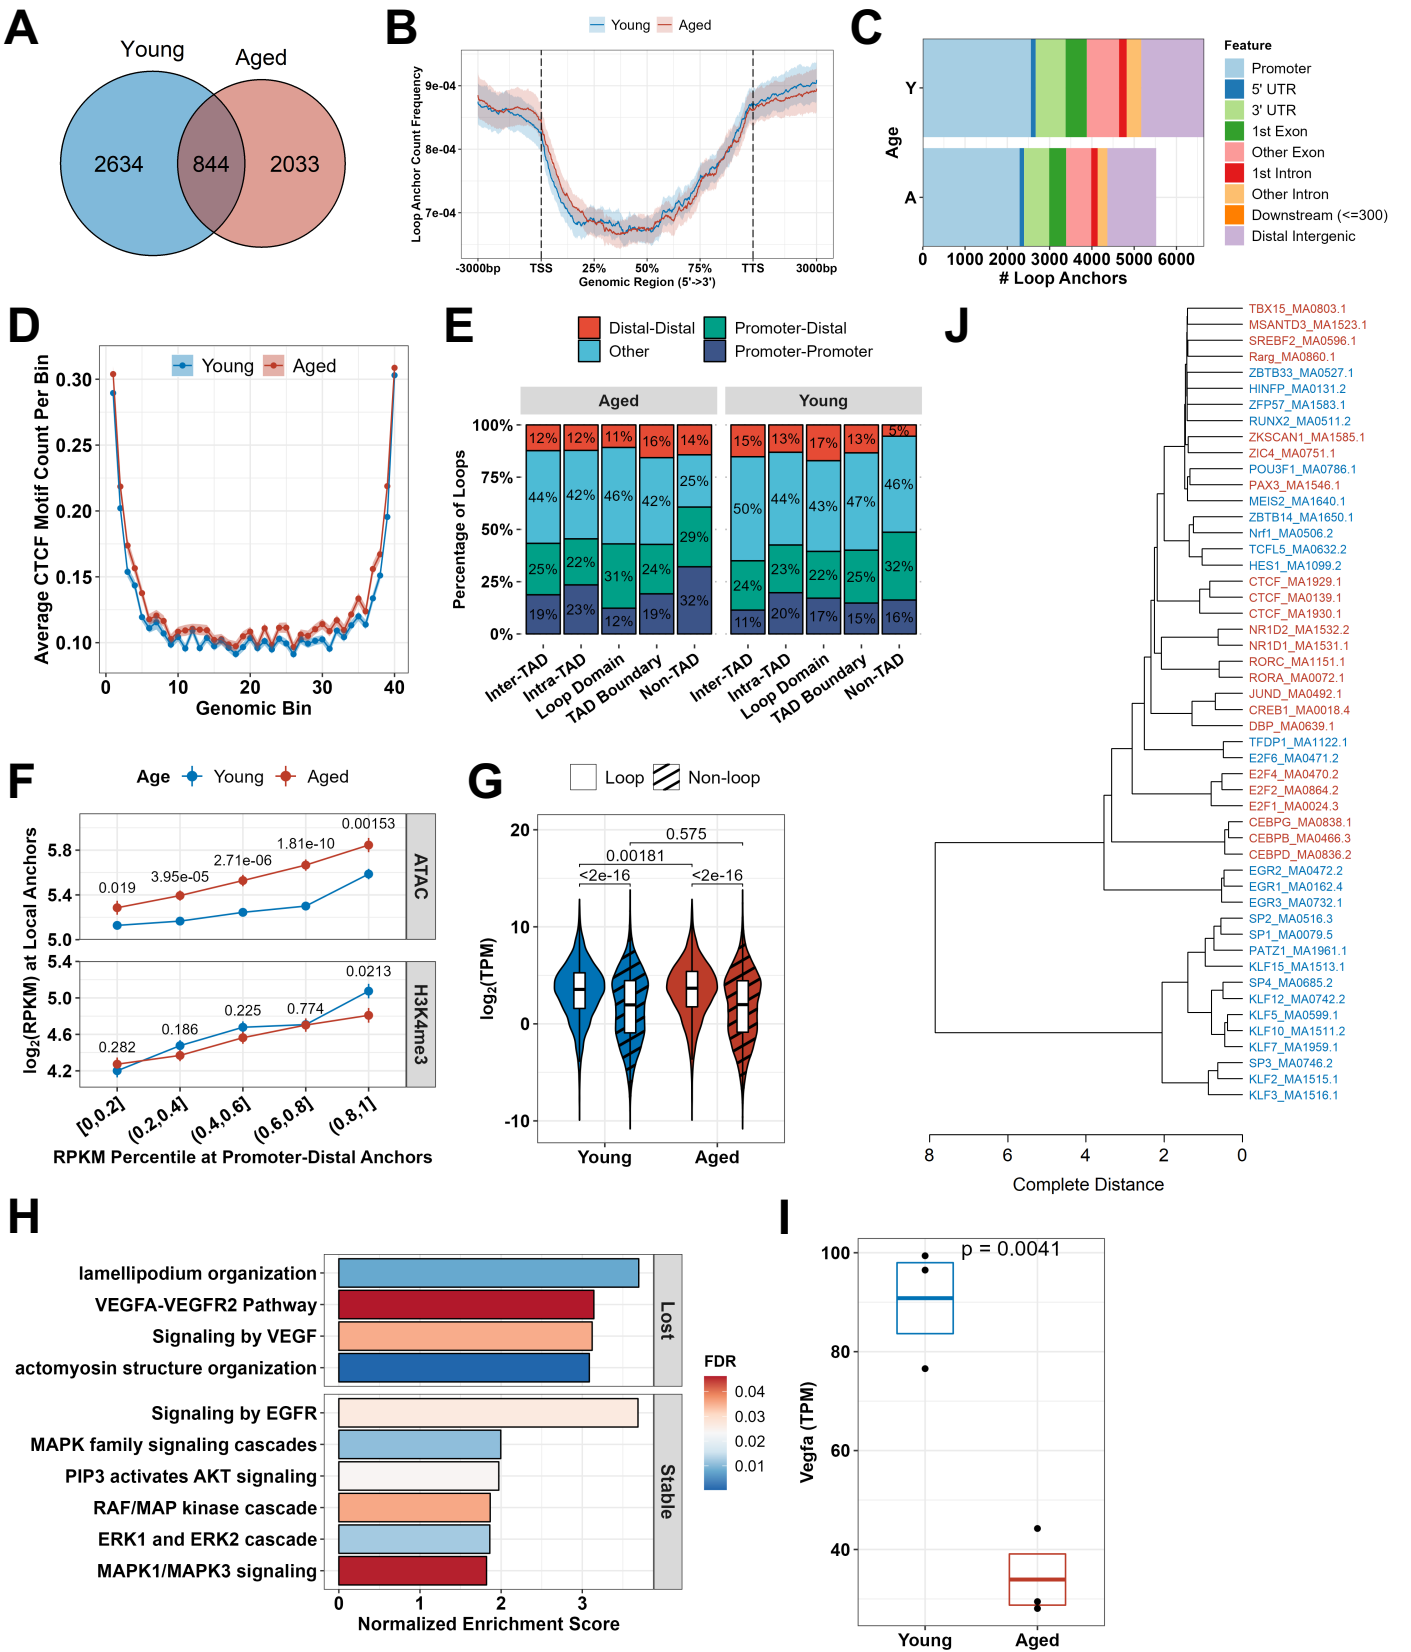 A
Young
Aged
2634
844
2033
B
Young
Aged
Loop Anchor Count Frequency
9e-04
8e-04
7e-04
-3000bp
TSS
25%
50%
75%
TTS
3000bp
Genomic Region (5'->3')
C
Age
Y
A
0
1000
2000
3000
4000
5000
6000
# Loop Anchors
Feature
Promoter
5' UTR
3' UTR
1st Exon
Other Exon
1st Intron
Other Intron
Downstream (<=300)
Distal Intergenic
D
Young
Aged
Average CTCF Motif Count Per Bin
0.30
0.25
0.20
0.15
0.10
0
10
20
30
40
Genomic Bin
E
Distal-Distal
Promoter-Distal
Other
Promoter-Promoter
Aged
Young
Percentage of Loops
100%
75%
50%
25%
0%
12% 12% 11% 16% 14%
44% 42% 46% 42% 25%
25% 22% 31% 24% 29%
19% 23% 12% 19% 32%
15% 13% 17% 13% 5%
50% 44% 43% 47% 46%
24% 23% 22% 25% 32%
11% 20% 17% 15% 16%
Inter-TAD
Intra-TAD
Loop Domain
TAD Boundary
Non-TAD
Inter-TAD
Intra-TAD
Loop Domain
TAD Boundary
Non-TAD
J
TBX15_MA0803.1
MSANTD3_MA1523.1
SREBF2_MA0596.1
Rarg_MA0860.1
ZBTB33_MA0527.1
HINFP_MA0131.2
ZFP57_MA1583.1
RUNX2_MA0511.2
ZKSCAN1_MA1585.1
ZIC4_MA0751.1
POU3F1_MA0786.1
PAX3_MA1546.1
MEIS2_MA1640.1
ZBTB14_MA1650.1
Nrf1_MA0506.2
TCFL5_MA0632.2
HES1_MA1099.2
CTCF_MA1929.1
CTCF_MA0139.1
CTCF_MA1930.1
NR1D2_MA1532.2
NR1D1_MA1531.1
RORC_MA1151.1
RORA_MA0072.1
JUND_MA0492.1
CREB1_MA0018.4
DBP_MA0639.1
TFDP1_MA1122.1
E2F6_MA0471.2
E2F4_MA0470.2
E2F2_MA0864.2
E2F1_MA0024.3
CEBPG_MA0838.1
CEBPB_MA0466.3
CEBPD_MA0836.2
EGR2_MA0472.2
EGR1_MA0162.4
EGR3_MA0732.1
SP2_MA0516.3
SP1_MA0079.5
PATZ1_MA1961.1
KLF15_MA1513.1
SP4_MA0685.2
KLF12_MA0742.2
KLF5_MA0599.1
KLF10_MA1511.2
KLF7_MA1959.1
SP3_MA0746.2
KLF2_MA1515.1
KLF3_MA1516.1
8
6
4
2
0
Complete Distance
F
Age
Young
Aged
log2(RPKM) at Local Anchors
5.8
5.4
5.0
0.019
3.95e-05
2.71e-06
1.81e-10
0.00153
ATAC
5.4
5.0
4.6
4.2
0.282
0.186
0.225
0.774
0.0213
H3K4me3
[0,0.2]
(0.2,0.4]
(0.4,0.6]
(0.6,0.8]
(0.8,1]
RPKM Percentile at Promoter-Distal Anchors
G
Loop
Non-loop
log2(TPM)
20
10
0
-10
0.575
0.00181
<2e-16
<2e-16
Young
Aged
H
lamellipodium organization
VEGFA-VEGFR2 Pathway
Signaling by VEGF
actomyosin structure organization
Lost
Signaling by EGFR
MAPK family signaling cascades
PIP3 activates AKT signaling
RAF/MAP kinase cascade
ERK1 and ERK2 cascade
MAPK1/MAPK3 signaling
Stable
0
1
2
3
Normalized Enrichment Score
FDR
0.04
0.03
0.02
0.01
I
p = 0.0041
Vegfa (TPM)
100
80
60
40
Young
Aged